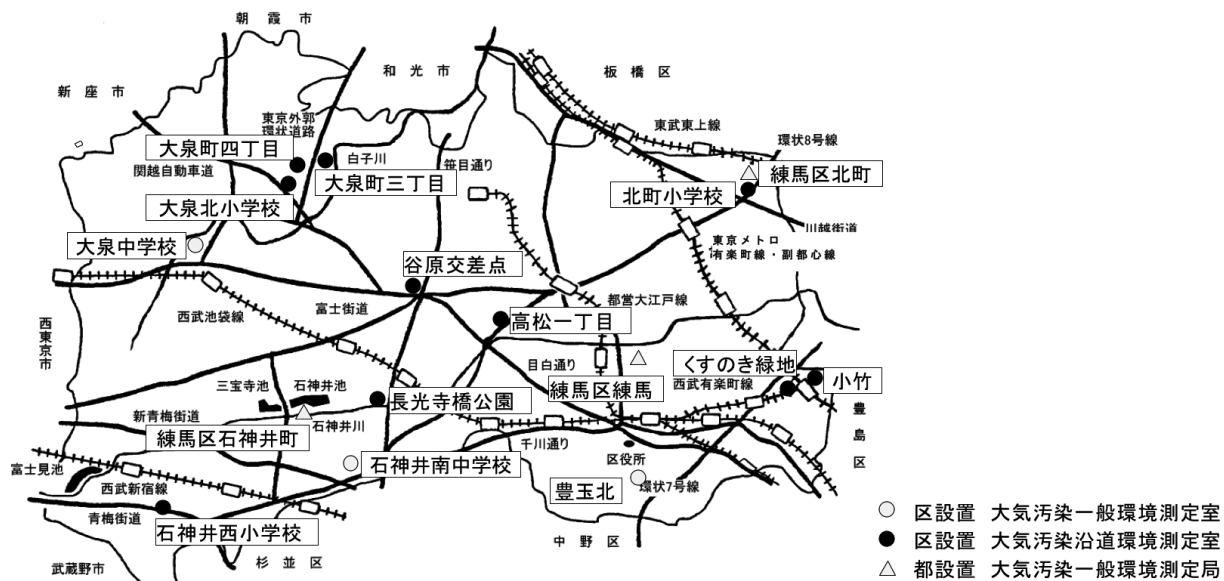 朝霞市
和光市
板橋区
新座市
東京外郭
環状道路
東武東上線
環状8号線
大泉町四丁目
白子川
笹目通り
関越自動車道
大泉町三丁目
北町小学校
練馬区北町
大泉北小学校
川越街道
大泉中学校
東京メトロ
有楽町線・副都心線
谷原交差点
富士街道
都営大江戸線
西武池袋線
高松一丁目
西東京市
目白通り
くすのき緑地
練馬区練馬
西武有楽町線
小竹
三宝寺池
石神井池
長光寺橋公園
新青梅街道
石神井川
豊島区
練馬区石神井町
千川通り
富士見池
石神井南中学校
区役所
西武新宿線
豊玉北
環状7号線
青梅街道
石神井西小学校
中野区
杉並区
武蔵野市
区設置 大気汚染一般環境測定室
区設置 大気汚染沿道環境測定室
都設置 大気汚染一般環境測定局